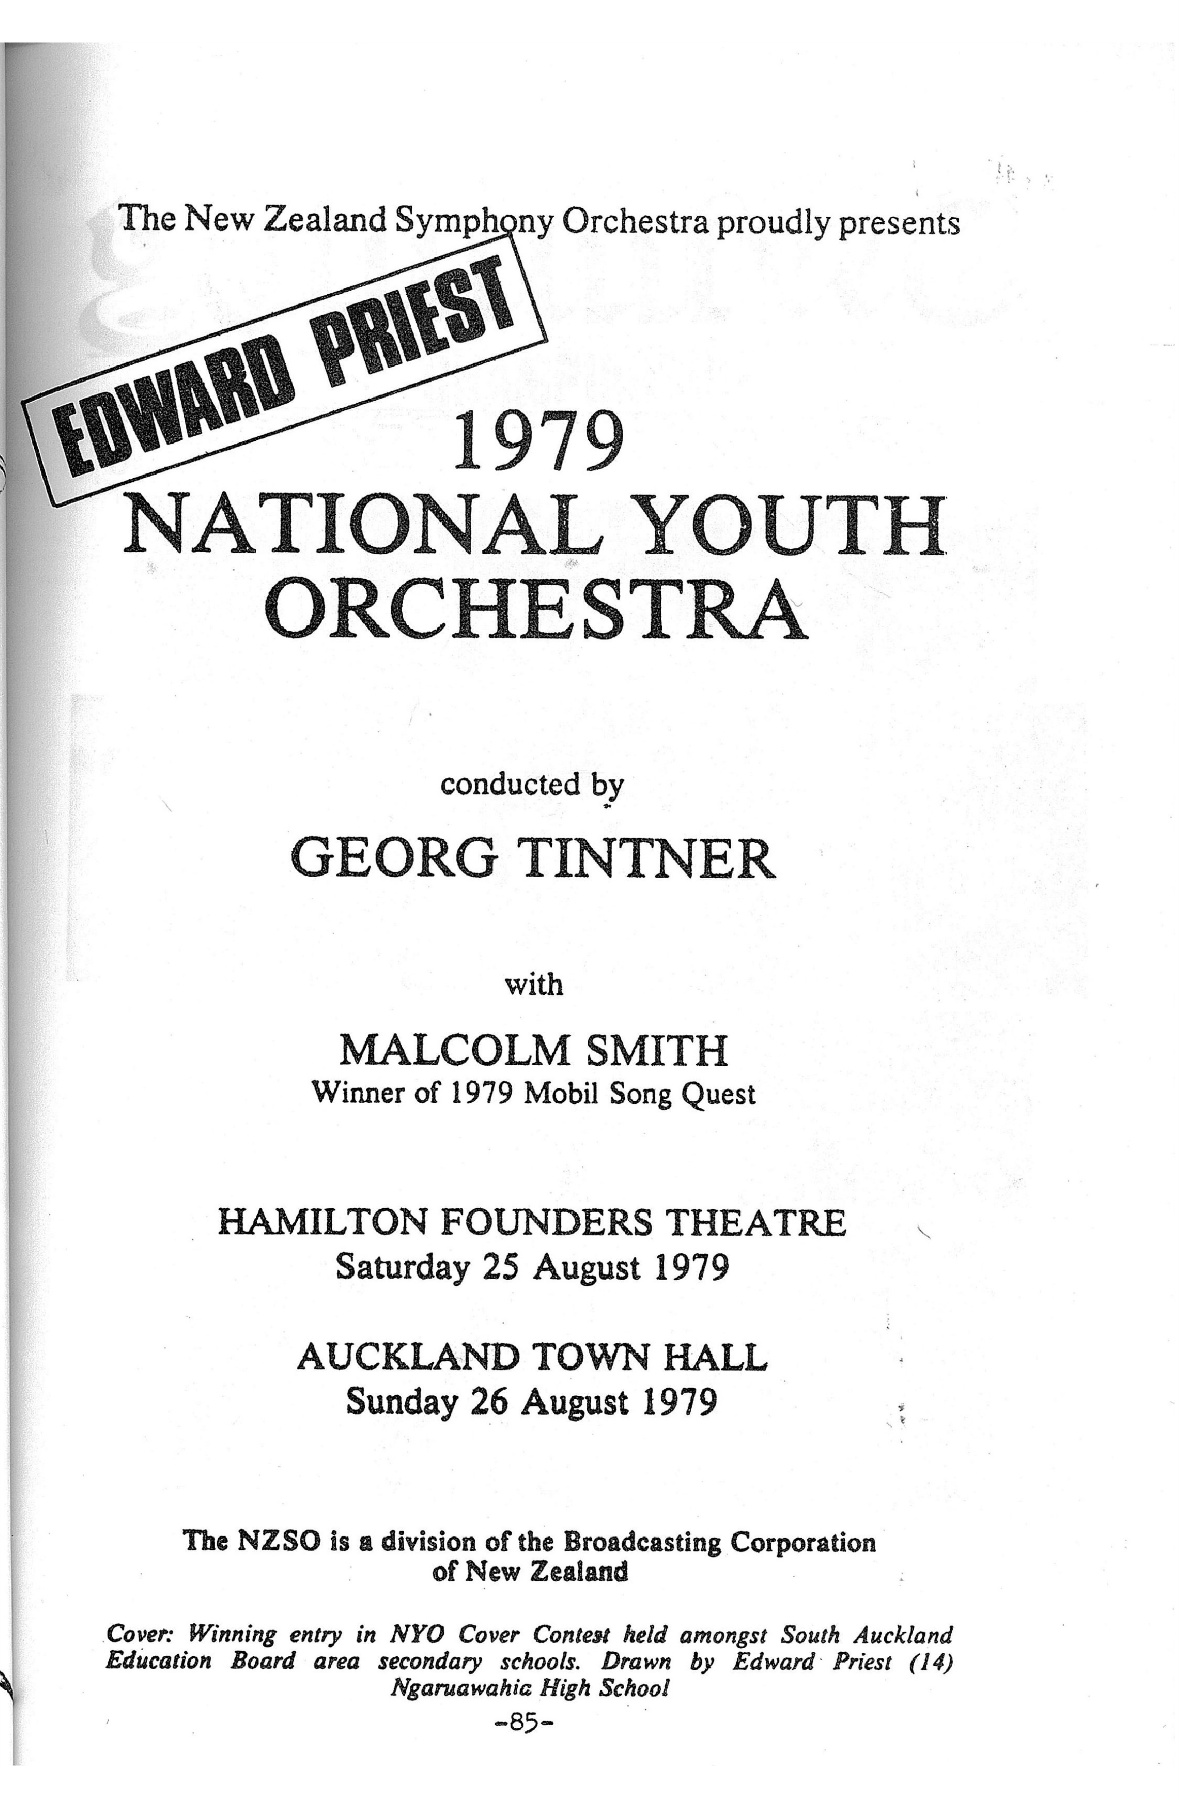 The New Zealand Symphony Orchestra proudly presents
EDWARD PRIEST
1979
NATIONAL YOUTH
ORCHESTRA
conducted by
GEORG TINTNER
with
MALCOLM SMITH
Winner of 1979 Mobil Song Quest
HAMILTON FOUNDERS THEATRE
Saturday 25 August 1979
AUCKLAND TOWN HALL
Sunday 26 August 1979
The NZSO is a division of the Broadcasting Corporation
of New Zealand
Cover: Winning entry in NYO Cover Contest held amongst South Auckland
Education Board area secondary schools. Drawn by Edward Priest (14)
Ngaruawahia High School
-85-